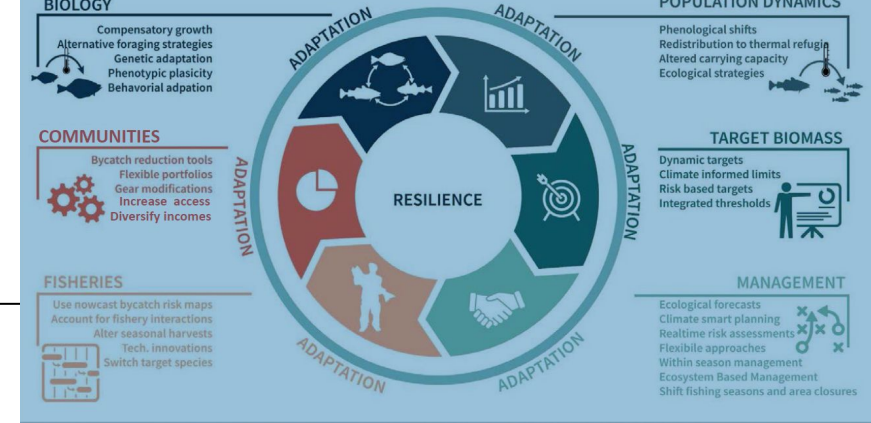 BIOLOGY
Compensatory growth
Alternative foraging strategies
Genetic adaptation
Phenotypic plasicity
Behavorial adpation
COMMUNITIES
Bycatch reduction tools
Flexible portfolios
Gear modifications
Increase access
Diversify incomes
FISHERIES
Use nowcast bycatch risk maps
Account for fishery interactions
Alter seasonal harvests
Tech. innovations
Switch target species
ADAPTATION
ADAPTATION
ADAPTATION
ADAPTATION
ADAPTATION
ADAPTATION
RESILIENCE
POPULATION DYNAMICS
Phenological shifts
Redistribution to thermal refugia
Altered carrying capacity
Ecological strategies
TARGET BIOMASS
Dynamic targets
Climate informed limits
Risk based targets
Integrated thresholds
MANAGEMENT
Ecological forecasts
Climate smart planning
Realtime risk assessments
Flexibile approaches
Within season management
Ecosystem Based Management
Shift fishing seasons and area closures